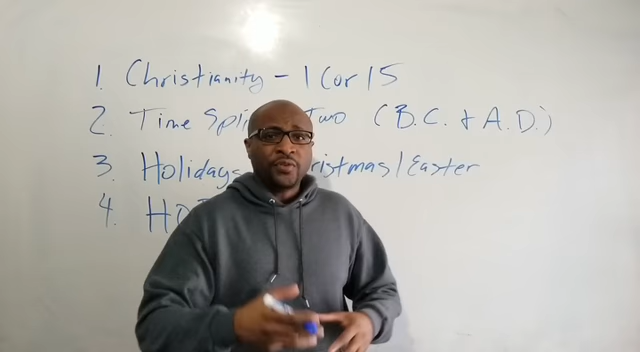 1. Christianity - 1 Cor 15
2. Time Two (B.C. & A.D.)
3. Holidays /Easter
4.